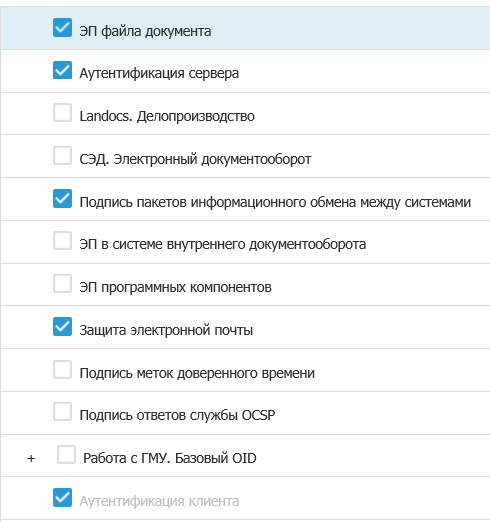 ЭП файла документа
Аутентификация сервера
Landocs. Делопроизводство
СЭД. Электронный документооборот
Подпись пакетов информационного обмена между системами
ЭП в системе внутреннего документооборота
ЭП программных компонентов
Защита электронной почты
Подпись меток доверенного времени
Подпись ответов службы OCSP
+ Работа с ГМУ. Базовый OID
Аутентификация клиента